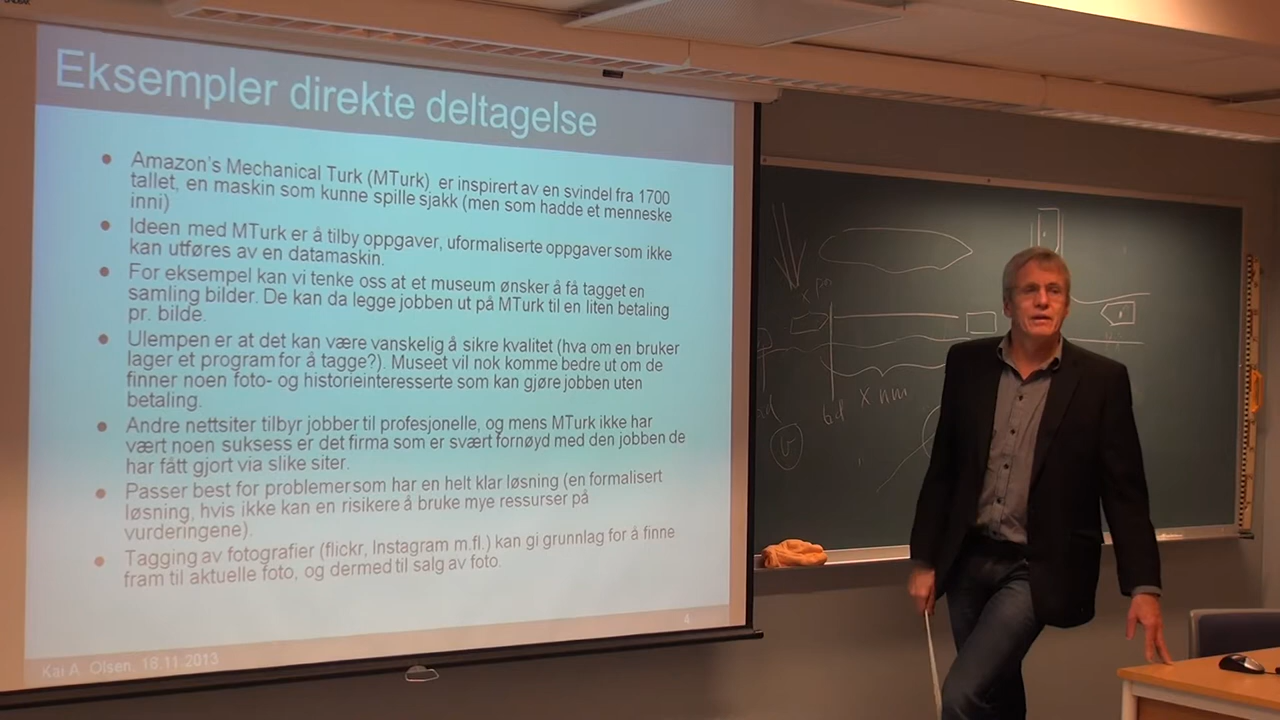 Eksempler direkte deltagelse
• Amazon's Mechanical Turk (MTurk) er inspirert av en svindel fra 1700
tallet, en maskin som kunne spille sjakk (men som hadde et menneske
inni)
• Ideen med MTurk er å tilby oppgaver, uformaliserte oppgaver som ikke
kan utføres av en datamaskin.
• For eksempel kan vi tenke oss at et museum ønsker å få tagget en
samling bilder. De kan da legge jobben ut på MTurk til en liten betaling
pr. bilde.
• Ulempen er at det kan være vanskelig å sikre kvalitet (hva om en bruker
lager et program for å tagge?). Museet vil nok komme bedre ut om de
finner noen foto- og historieinteresserte som kan gjøre jobben uten
betaling.
• Andre nettsiter tilbyr jobber til profesjonelle, og mens MTurk ikke har
vært noen suksess er det firma som er svært fornøyd med den jobben de
har fått gjort via slike siter.
• Passer best for problemer som har en helt klar løsning (en formalisert
løsning, hvis ikke kan en risikere å bruke mye ressurser på
vurderingene).
• Tagging av fotografier (flickr, Instagram m.fl.) kan gi grunnlag for å finne
fram til aktuelle foto, og dermed til salg av foto.
4
Kai A. Olsen, 18.11.2013
x nm